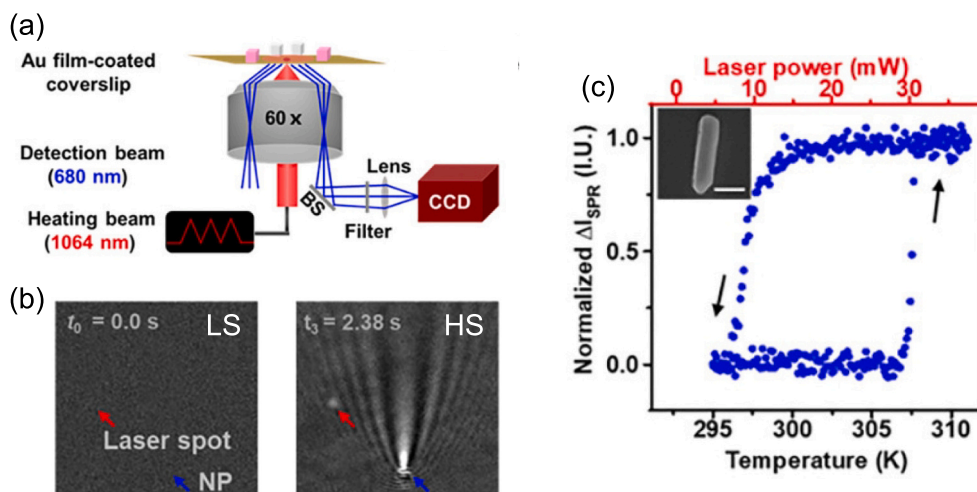 (a)
Au film-coated
coverslip
60 x
Detection beam
(680 nm)
Lens
BS
CCD
Filter
Heating beam
(1064 nm)
(b)
t0 = 0.0 s
LS
Laser spot
NP
t3 = 2.38 s
HS
(c)
Laser power (mW)
0
10
20
30
Normalized ΔISPR (I.U.)
1.0
0.5
0.0
295
300
305
310
Temperature (K)